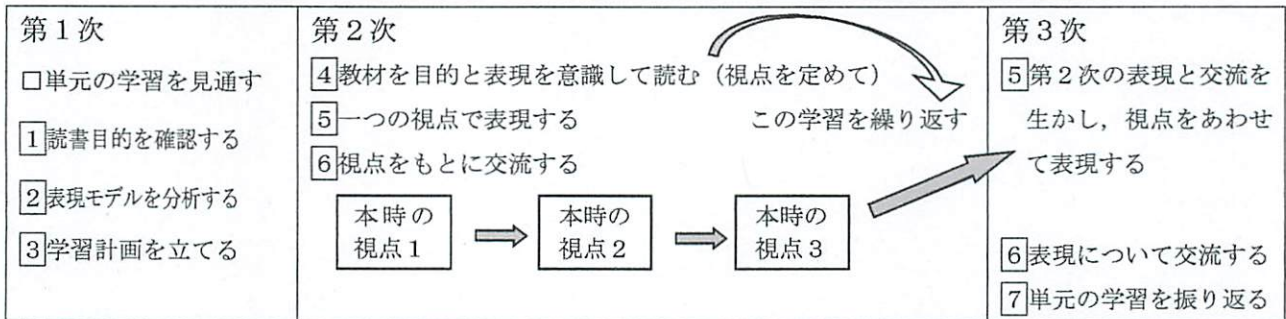 第1次
□単元の学習を見通す
1読書目的を確認する
2表現モデルを分析する
3学習計画を立てる
第2次
4教材を目的と表現を意識して読む（視点を定めて）
5一つの視点で表現する
この学習を繰り返す
6視点をもとに交流する
本時の
視点1
本時の
視点2
本時の
視点3
第3次
5第2次の表現と交流を
生かし，視点をあわせ
て表現する
6表現について交流する
7単元の学習を振り返る